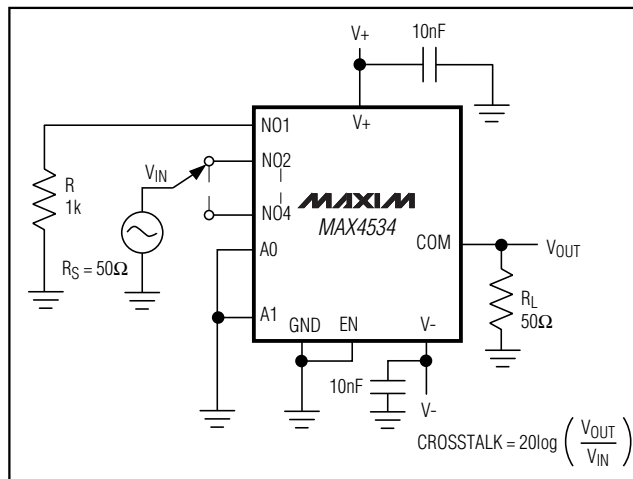 V+
10nF
V+
NO1
NO2
NO4
A0
A1
GND
EN
V-
COM
MAXIM
MAX4534
VIN
R
1k
RS = 50Ω
VOUT
RL
50Ω
10nF
V-
CROSSTALK = 20log ( VOUT / VIN )